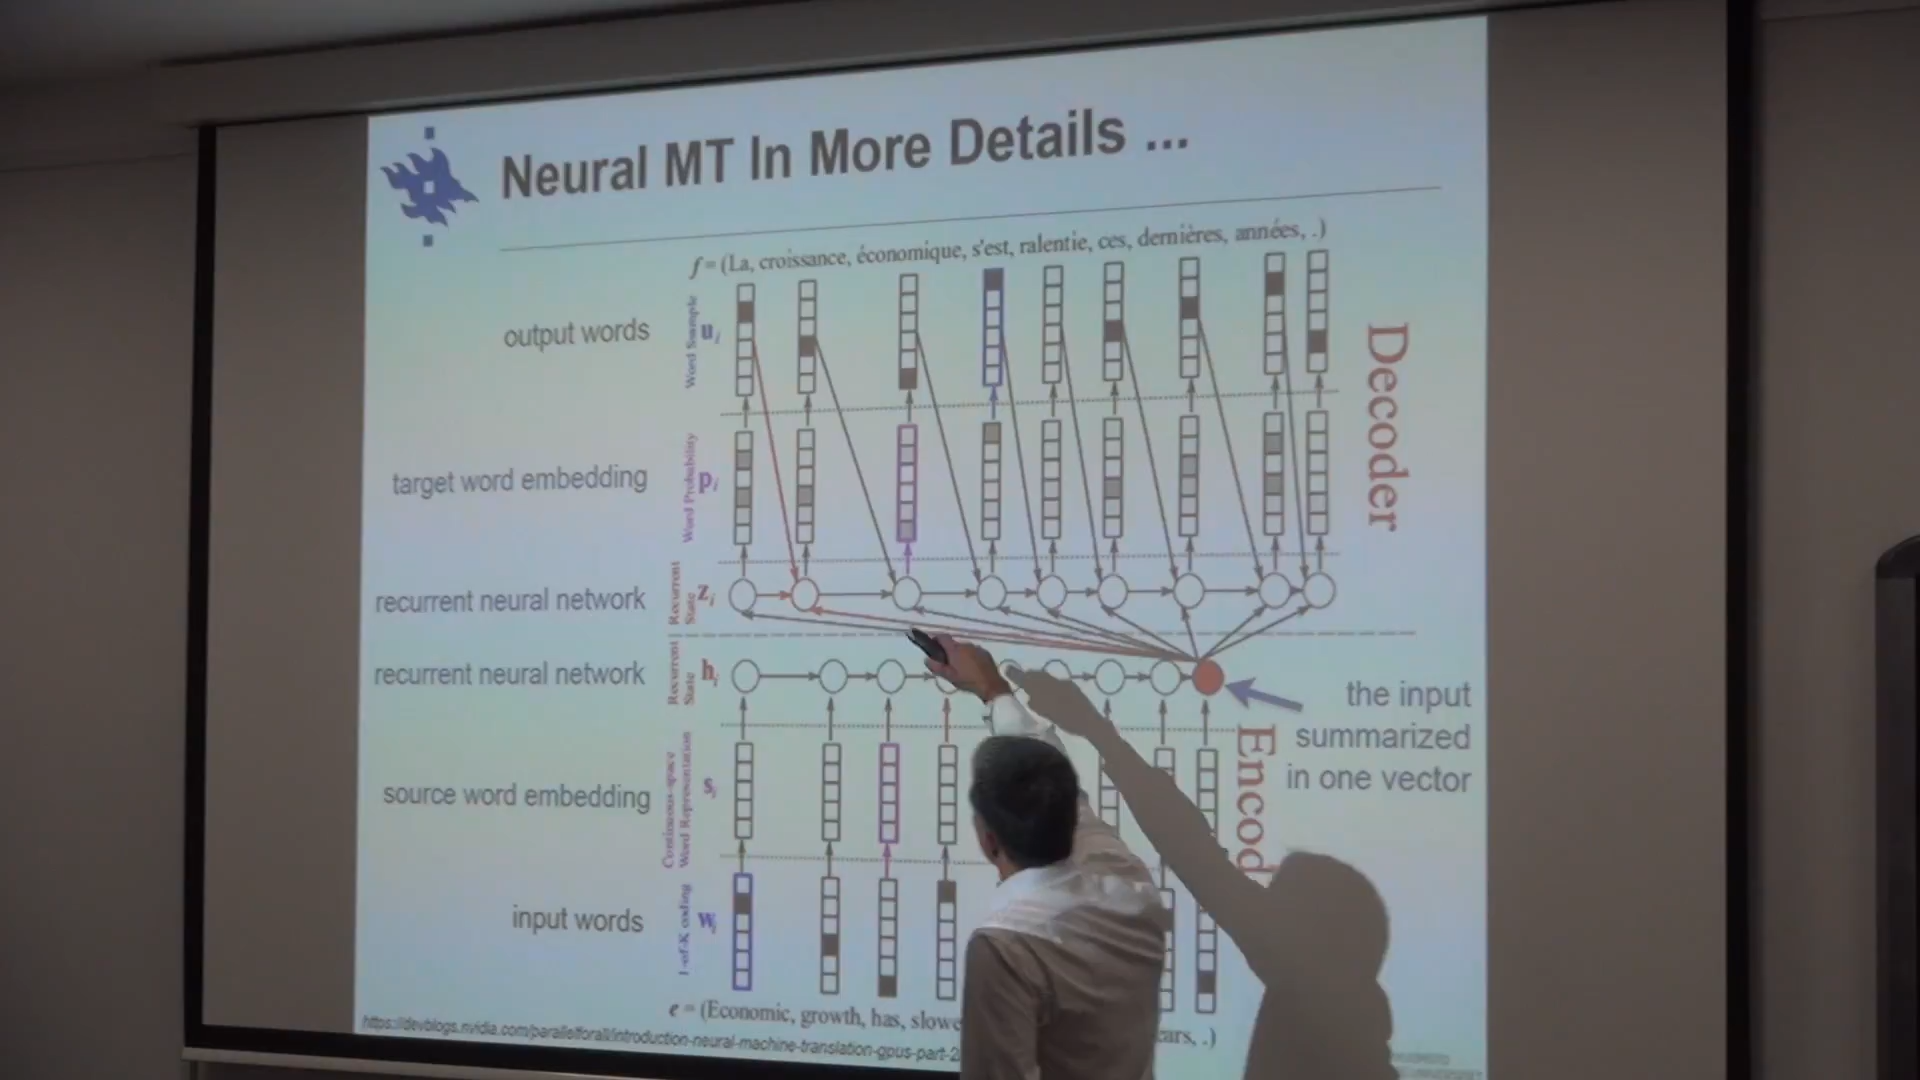 Neural MT In More Details ...
f = (La, croissance, économique, s'est, ralentie, ces, dernières, années, .)
output words
Word Sample
u_i
Decoder
target word embedding
Word Probability
p_i
recurrent neural network
Recurrent State
z_i
recurrent neural network
Recurrent State
h_i
the input
summarized
in one vector
source word embedding
Continuous-space
Word Representation
s_i
Encod
input words
1-of-K coding
w_i
e = (Economic, growth, has, slowe
ears, .)
https://devblogs.nvidia.com/parallelforall/introduction-neural-machine-translation-gpus-part-2